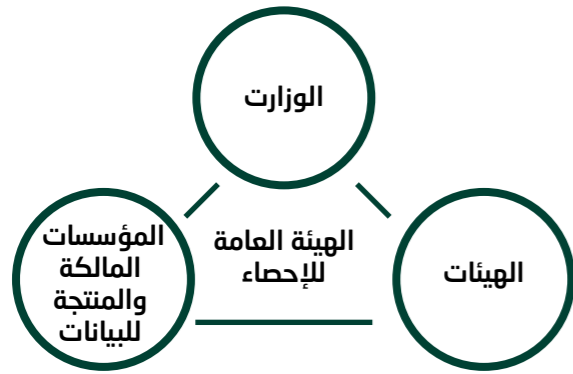 الوزارت
المؤسسات
المالكة
والمنتجة
للبيانات
الهيئة العامة
للإحصاء
الهيئات